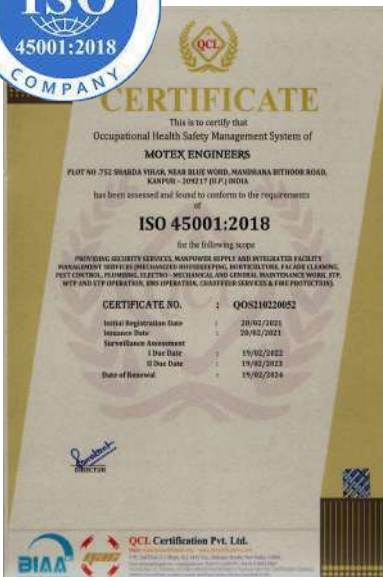 ISO
45001:2018
COMPANY
QCL
CERTIFICATE
This is to certify that
Occupational Health Safety Management System of
MOTEX ENGINEERS
PLOT NO .752 SHARDA VIHAR, NEAR BLUE WORD, MANDHANA BITHOOR ROAD,
KANPUR - 209217 (U.P.) INDIA
has been assessed and found to conform to the requirements
of
ISO 45001:2018
for the following scope
PROVIDING SECURITY SERVICES, MANPOWER SUPPLY AND INTEGRATED FACILITY
MANAGEMENT SERVICES (MECHANIZED HOUSEKEEPING, HORTICULTURE, FACADE CLEANING,
PEST CONTROL, PLUMBING, ELECTRO - MECHANICAL AND GENERAL MAINTENANCE WORK, STP,
WTP AND ETP OPERATION, BMS OPERATION, CHAUFFEUR SERVICES & FIRE PROTECTION).
CERTIFICATE NO. : QOS210220052
Initial Registration Date : 20/02/2021
Issuance Date : 20/02/2021
Surveillance Assessment
I Due Date : 19/02/2022
II Due Date : 19/02/2023
Date of Renewal : 19/02/2024
DIRECTOR
BIAA
QCL Certification Pvt. Ltd.